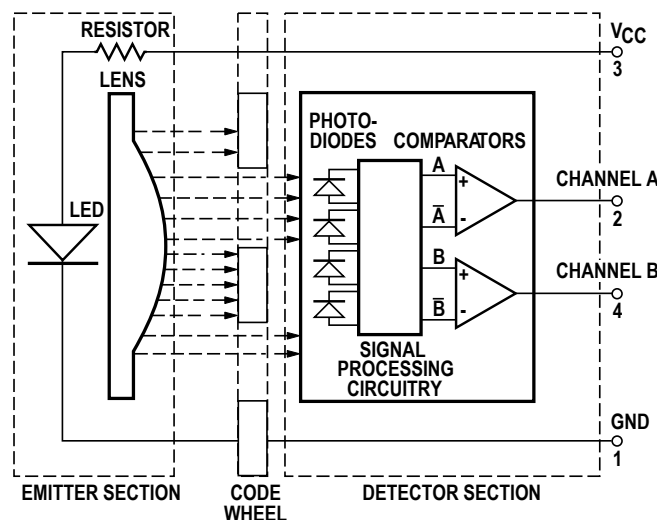 RESISTOR
LENS
LED
VCC
3
PHOTO-
DIODES
COMPARATORS
A
+
A̅
-
CHANNEL A
2
B
+
B̅
-
CHANNEL B
4
SIGNAL
PROCESSING
CIRCUITRY
GND
1
EMITTER SECTION
CODE
WHEEL
DETECTOR SECTION